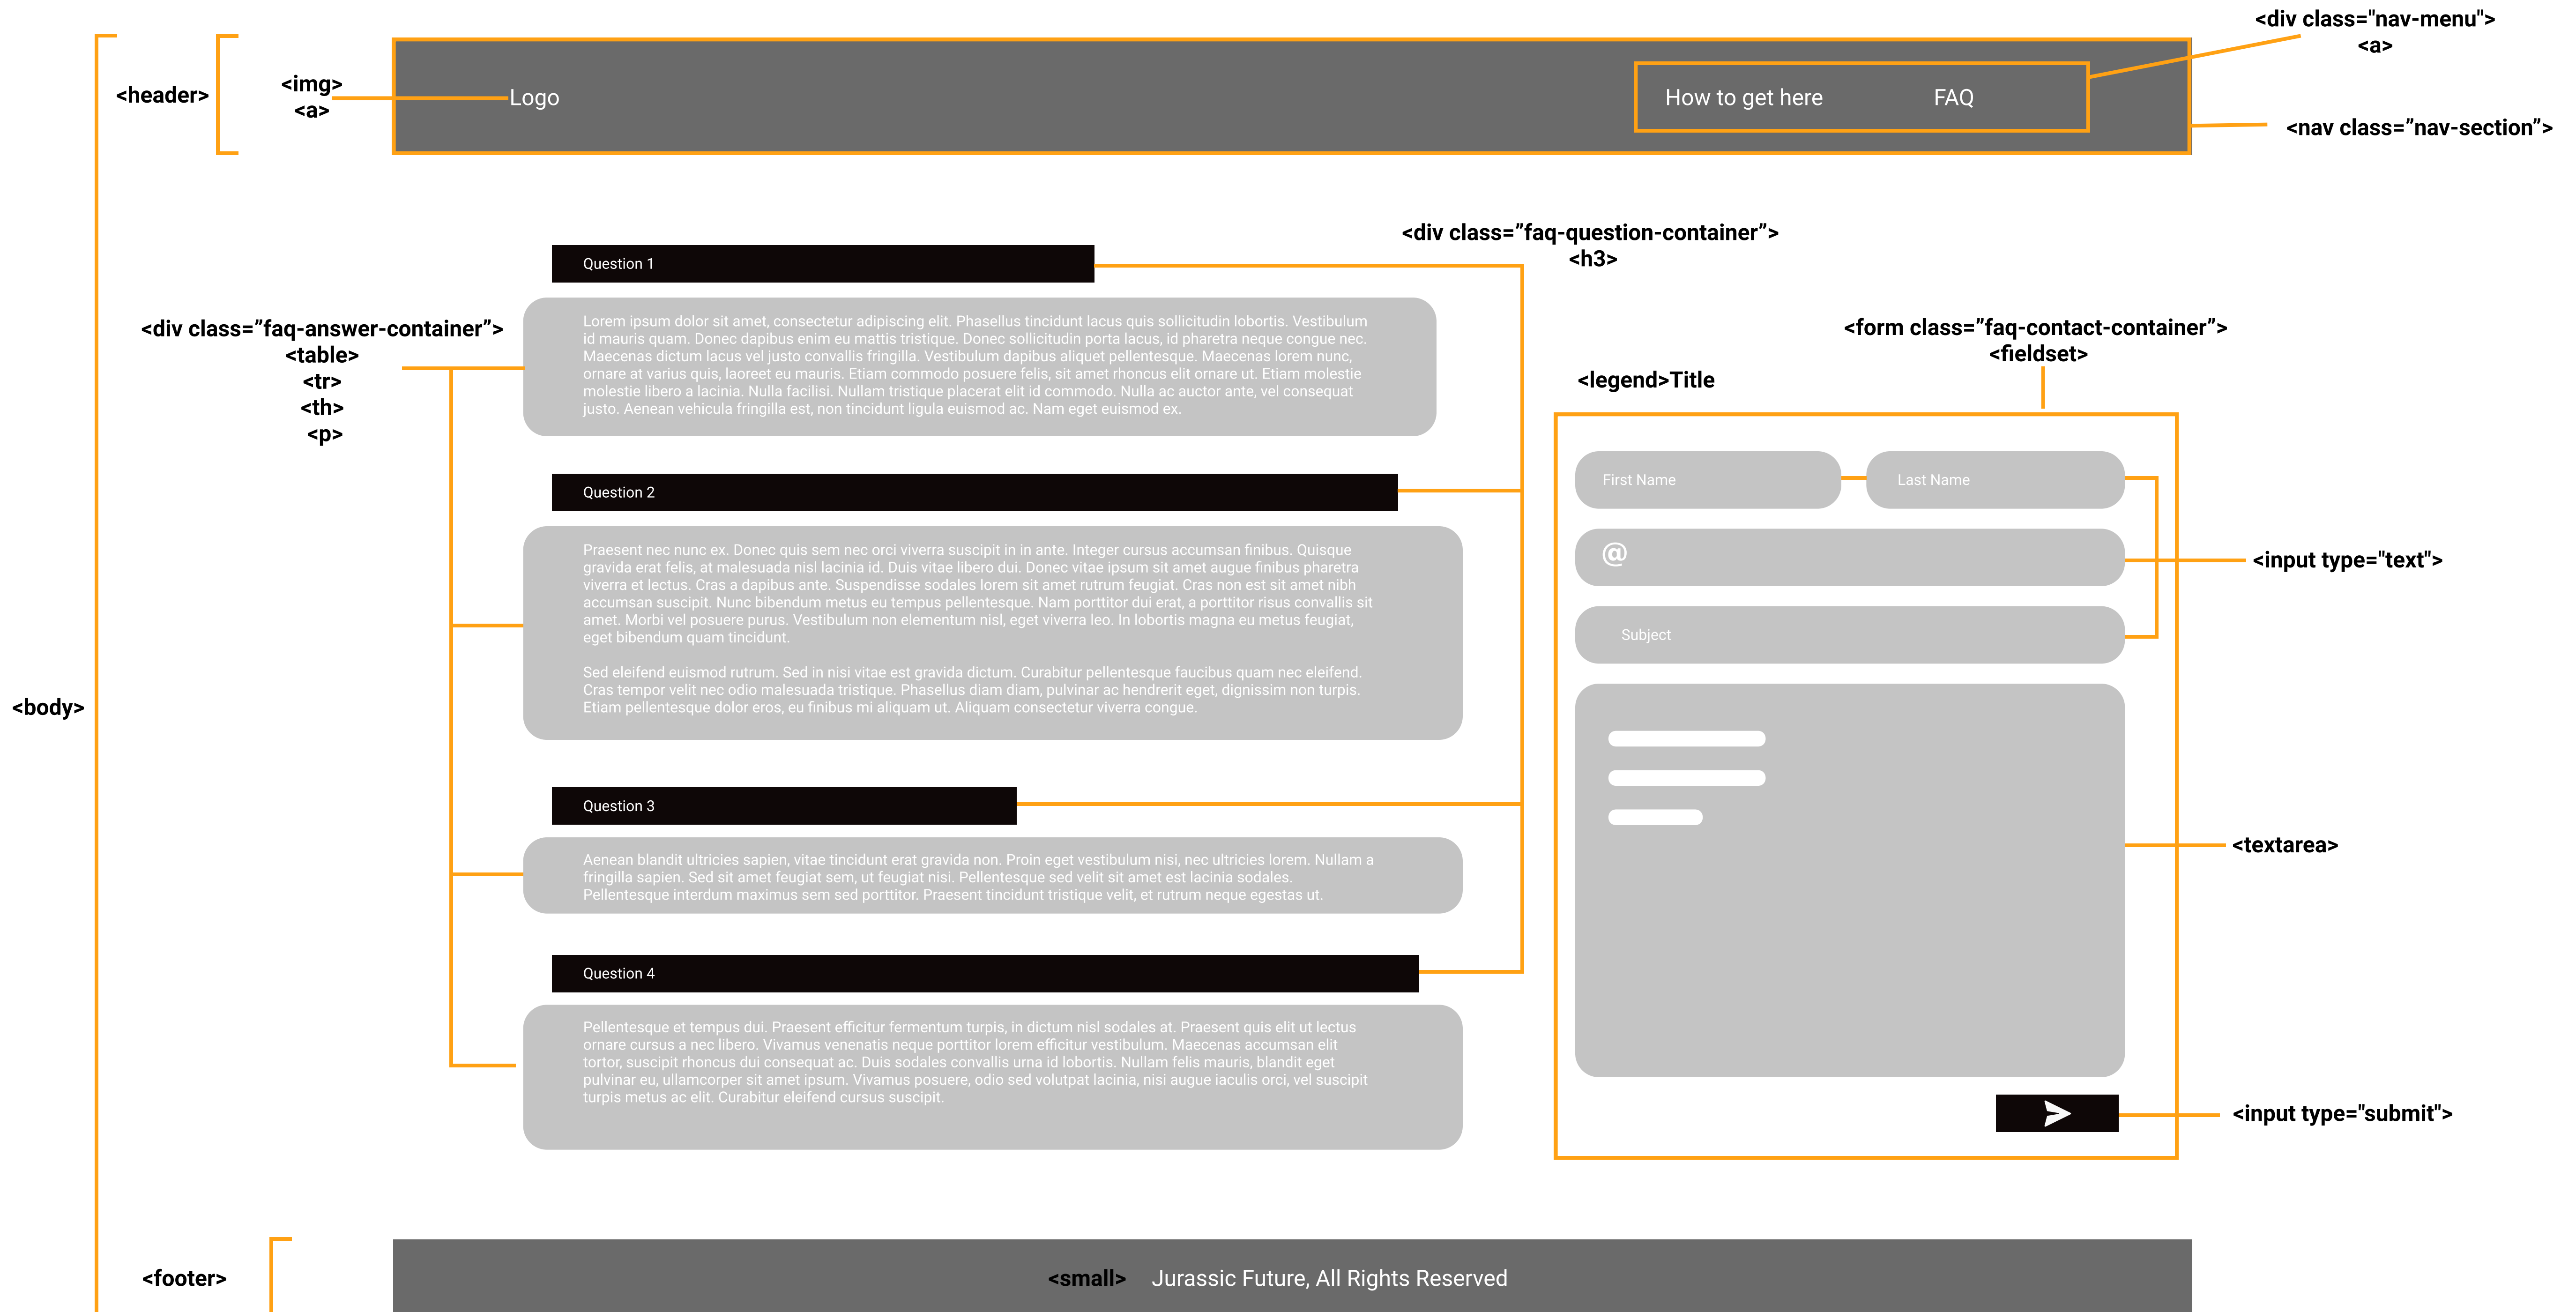 <div class="nav-menu">
<a>
<header>
<img>
<a>
Logo
How to get here
FAQ
<nav class=”nav-section”>
<div class=”faq-question-container”>
<h3>
Question 1
<div class=”faq-answer-container”>
<table>
<tr>
<th>
<p>
Lorem ipsum dolor sit amet, consectetur adipiscing elit. Phasellus tincidunt lacus quis sollicitudin lobortis. Vestibulum
id mauris quam. Donec dapibus enim eu mattis tristique. Donec sollicitudin porta lacus, id pharetra neque congue nec.
Maecenas dictum lacus vel justo convallis fringilla. Vestibulum dapibus aliquet pellentesque. Maecenas lorem nunc,
ornare at varius quis, laoreet eu mauris. Etiam commodo posuere felis, sit amet rhoncus elit ornare ut. Etiam molestie
molestie libero a lacinia. Nulla facilisi. Nullam tristique placerat elit id commodo. Nulla ac auctor ante, vel consequat
justo. Aenean vehicula fringilla est, non tincidunt ligula euismod ac. Nam eget euismod ex.
Question 2
Praesent nec nunc ex. Donec quis sem nec orci viverra suscipit in in ante. Integer cursus accumsan finibus. Quisque
gravida erat felis, at malesuada nisl lacinia id. Duis vitae libero dui. Donec vitae ipsum sit amet augue finibus pharetra
viverra et lectus. Cras a dapibus ante. Suspendisse sodales lorem sit amet rutrum feugiat. Cras non est sit amet nibh
accumsan suscipit. Nunc bibendum metus eu tempus pellentesque. Nam porttitor dui erat, a porttitor risus convallis sit
amet. Morbi vel posuere purus. Vestibulum non elementum nisl, eget viverra leo. In lobortis magna eu metus feugiat,
eget bibendum quam tincidunt.
Sed eleifend euismod rutrum. Sed in nisi vitae est gravida dictum. Curabitur pellentesque faucibus quam nec eleifend.
Cras tempor velit nec odio malesuada tristique. Phasellus diam diam, pulvinar ac hendrerit eget, dignissim non turpis.
Etiam pellentesque dolor eros, eu finibus mi aliquam ut. Aliquam consectetur viverra congue.
<body>
Question 3
Aenean blandit ultricies sapien, vitae tincidunt erat gravida non. Proin eget vestibulum nisi, nec ultricies lorem. Nullam a
fringilla sapien. Sed sit amet feugiat sem, ut feugiat nisi. Pellentesque sed velit sit amet est lacinia sodales.
Pellentesque interdum maximus sem sed porttitor. Praesent tincidunt tristique velit, et rutrum neque egestas ut.
Question 4
Pellentesque et tempus dui. Praesent efficitur fermentum turpis, in dictum nisl sodales at. Praesent quis elit ut lectus
ornare cursus a nec libero. Vivamus venenatis neque porttitor lorem efficitur vestibulum. Maecenas accumsan elit
tortor, suscipit rhoncus dui consequat ac. Duis sodales convallis urna id lobortis. Nullam felis mauris, blandit eget
pulvinar eu, ullamcorper sit amet ipsum. Vivamus posuere, odio sed volutpat lacinia, nisi augue iaculis orci, vel suscipit
turpis metus ac elit. Curabitur eleifend cursus suscipit.
<form class=”faq-contact-container”>
<fieldset>
<legend>Title
First Name
Last Name
@
<input type="text">
Subject
<textarea>
<input type="submit">
<footer>
<small> Jurassic Future, All Rights Reserved